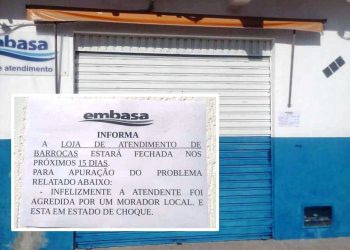 embasa
de atendimento
embasa
INFORMA
A LOJA DE ATENDIMENTO DE
BARROCAS ESTARÁ FECHADA NOS
PRÓXIMOS 15 DIAS.
PARA APURAÇÃO DO PROBLEMA
RELATADO ABAIXO:
- INFELIZMENTE A ATENDENTE FOI
AGREDIDA POR UM MORADOR LOCAL, E
ESTA EM ESTADO DE CHOQUE.